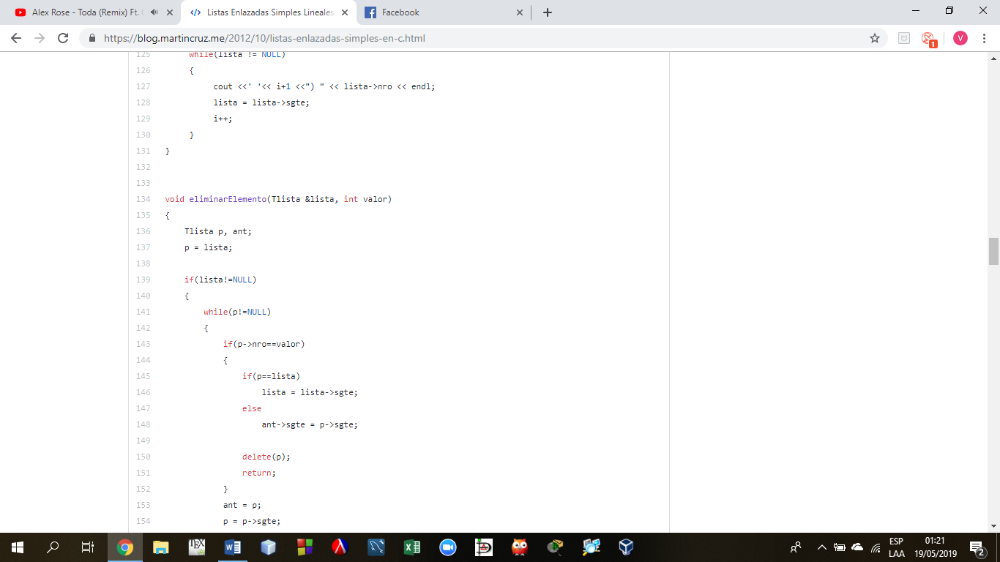 Alex Rose - Toda (Remix) Ft.
Listas Enlazadas Simples Lineales
Facebook
https://blog.martincruz.me/2012/10/listas-enlazadas-simples-en-c.html
1
V
125 while(lista != NULL)
126 {
127 cout <<' '<< i+1 <<") " << lista->nro << endl;
128 lista = lista->sgte;
129 i++;
130 }
131 }
132
133
134 void eliminarElemento(Tlista &lista, int valor)
135 {
136 Tlista p, ant;
137 p = lista;
138
139 if(lista!=NULL)
140 {
141 while(p!=NULL)
142 {
143 if(p->nro==valor)
144 {
145 if(p==lista)
146 lista = lista->sgte;
147 else
148 ant->sgte = p->sgte;
149
150 delete(p);
151 return;
152 }
153 ant = p;
154 p = p->sgte;
TEX
ESP
LAA
01:21
19/05/2019
2